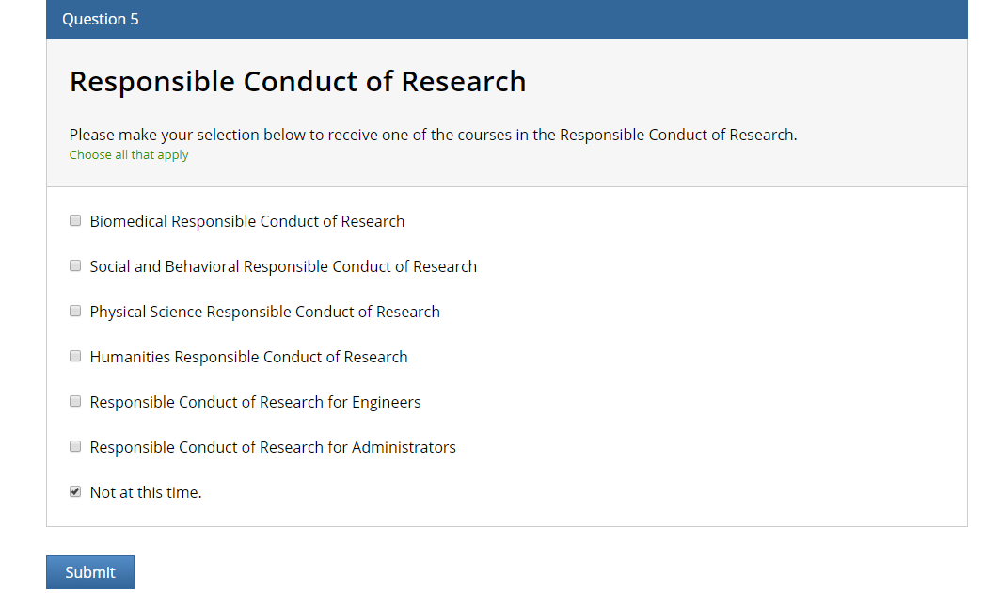 Question 5
Responsible Conduct of Research
Please make your selection below to receive one of the courses in the Responsible Conduct of Research.
Choose all that apply
Biomedical Responsible Conduct of Research
Social and Behavioral Responsible Conduct of Research
Physical Science Responsible Conduct of Research
Humanities Responsible Conduct of Research
Responsible Conduct of Research for Engineers
Responsible Conduct of Research for Administrators
Not at this time.
Submit